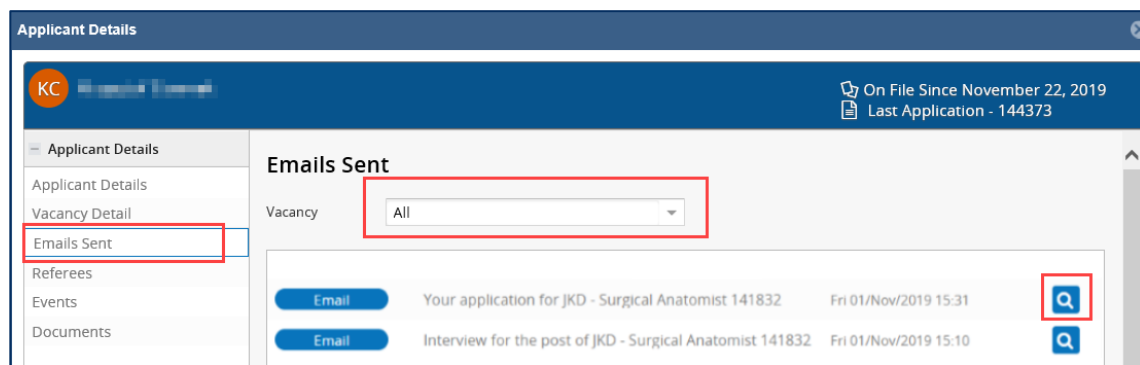 Applicant Details
KC
On File Since November 22, 2019
Last Application - 144373
Applicant Details
Applicant Details
Vacancy Detail
Emails Sent
Referees
Events
Documents
Emails Sent
Vacancy All
Email Your application for JKD - Surgical Anatomist 141832 Fri 01/Nov/2019 15:31
Email Interview for the post of JKD - Surgical Anatomist 141832 Fri 01/Nov/2019 15:10